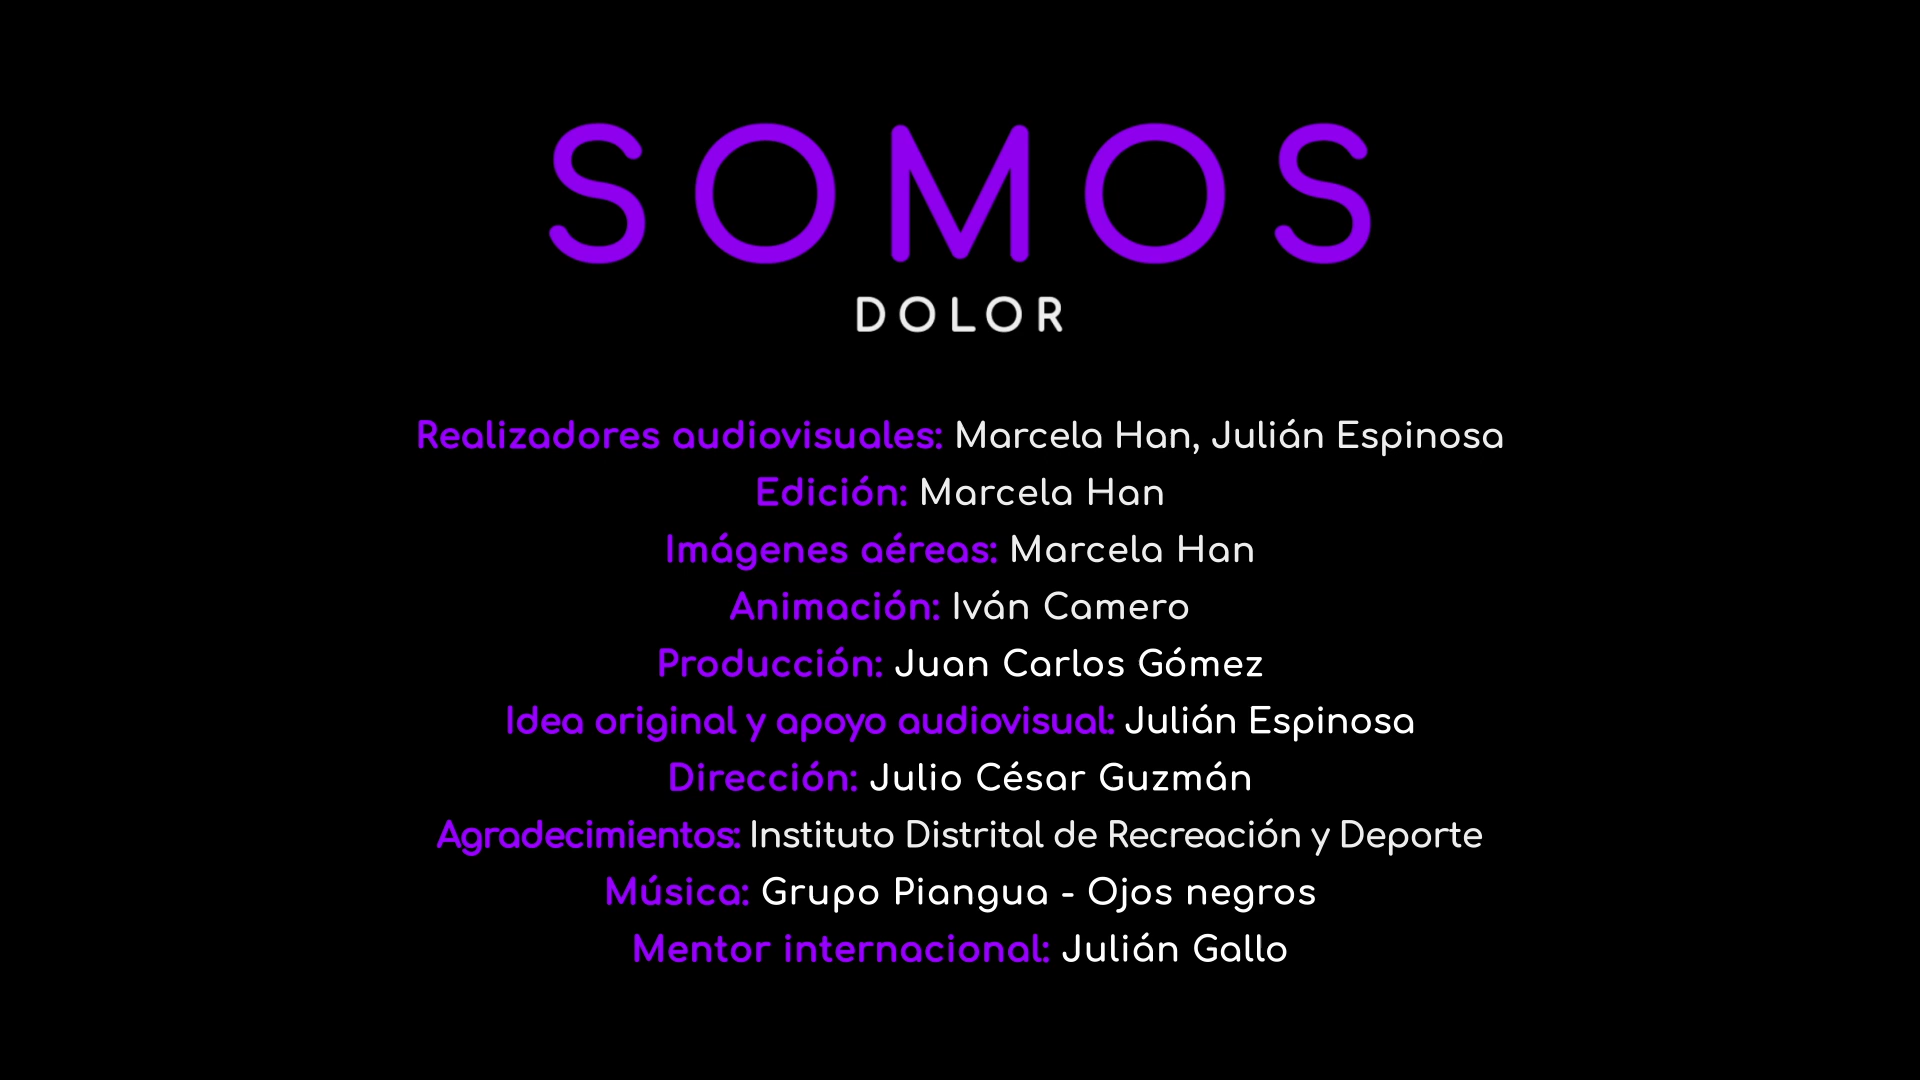 SOMOS
DOLOR
Realizadores audiovisuales: Marcela Han, Julián Espinosa
Edición: Marcela Han
Imágenes aéreas: Marcela Han
Animación: Iván Camero
Producción: Juan Carlos Gómez
Idea original y apoyo audiovisual: Julián Espinosa
Dirección: Julio César Guzmán
Agradecimientos: Instituto Distrital de Recreación y Deporte
Música: Grupo Piangua - Ojos negros
Mentor internacional: Julián Gallo